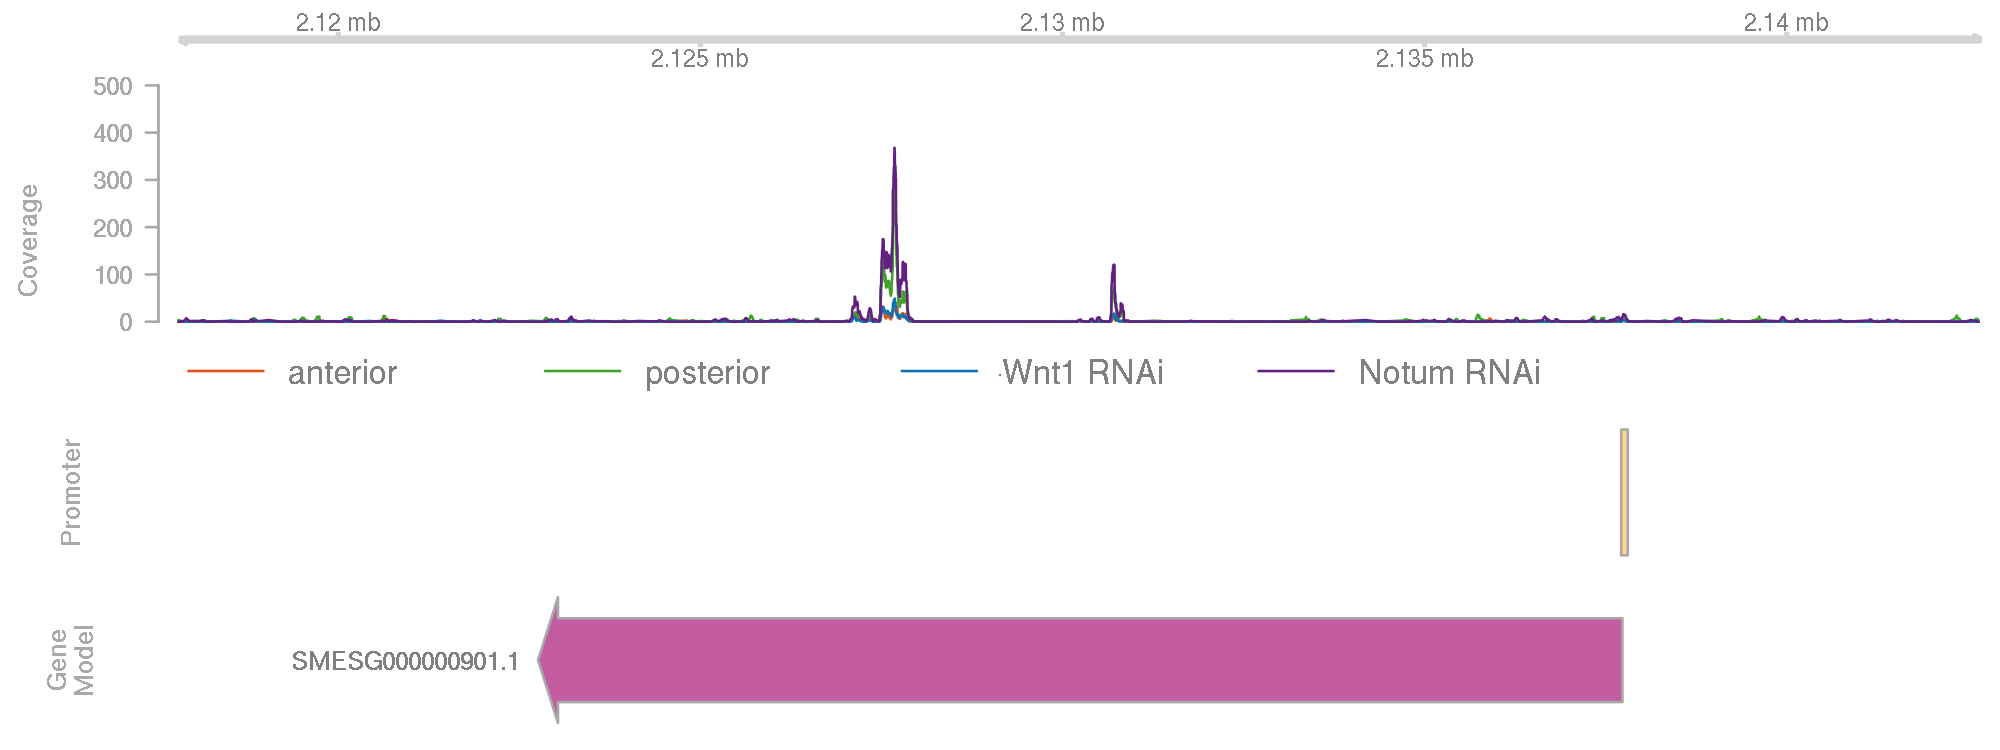 2.12 mb
2.13 mb
2.14 mb
2.125 mb
2.135 mb
500
400
300
200
100
0
Coverage
anterior
posterior
Wnt1 RNAi
Notum RNAi
Promoter
Gene
Model
SMESG000000901.1